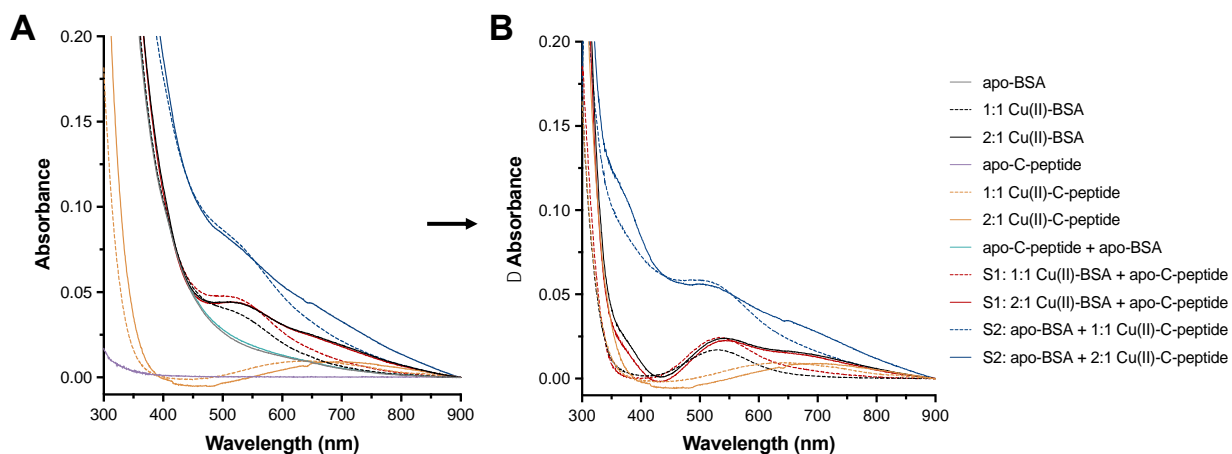 A
B
0.20
0.15
0.10
0.05
0.00
Absorbance
300 400 500 600 700 800 900
Wavelength (nm)
0.20
0.15
0.10
0.05
0.00
D Absorbance
300 400 500 600 700 800 900
Wavelength (nm)
apo-BSA
1:1 Cu(II)-BSA
2:1 Cu(II)-BSA
apo-C-peptide
1:1 Cu(II)-C-peptide
2:1 Cu(II)-C-peptide
apo-C-peptide + apo-BSA
S1: 1:1 Cu(II)-BSA + apo-C-peptide
S1: 2:1 Cu(II)-BSA + apo-C-peptide
S2: apo-BSA + 1:1 Cu(II)-C-peptide
S2: apo-BSA + 2:1 Cu(II)-C-peptide